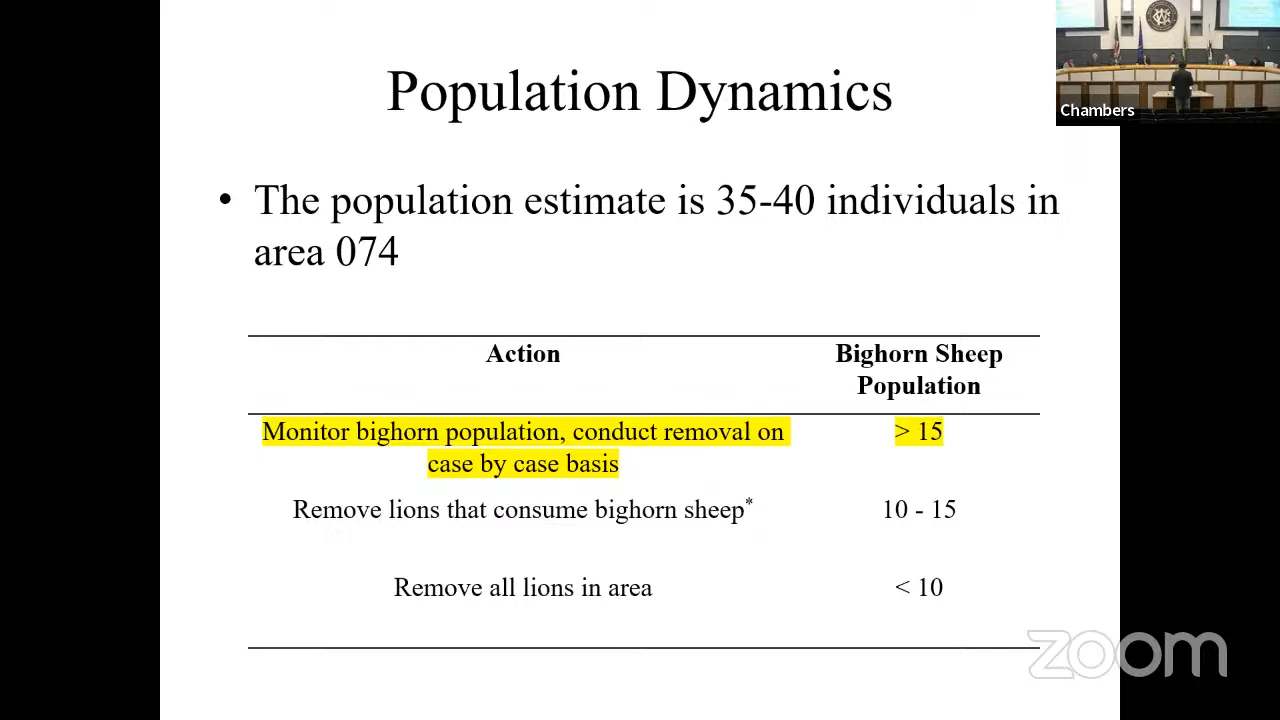 Population Dynamics
Chambers
• The population estimate is 35-40 individuals in
area 074
Action
Bighorn Sheep
Population
Monitor bighorn population, conduct removal on
case by case basis
> 15
Remove lions that consume bighorn sheep*
10 - 15
Remove all lions in area
< 10
zoom